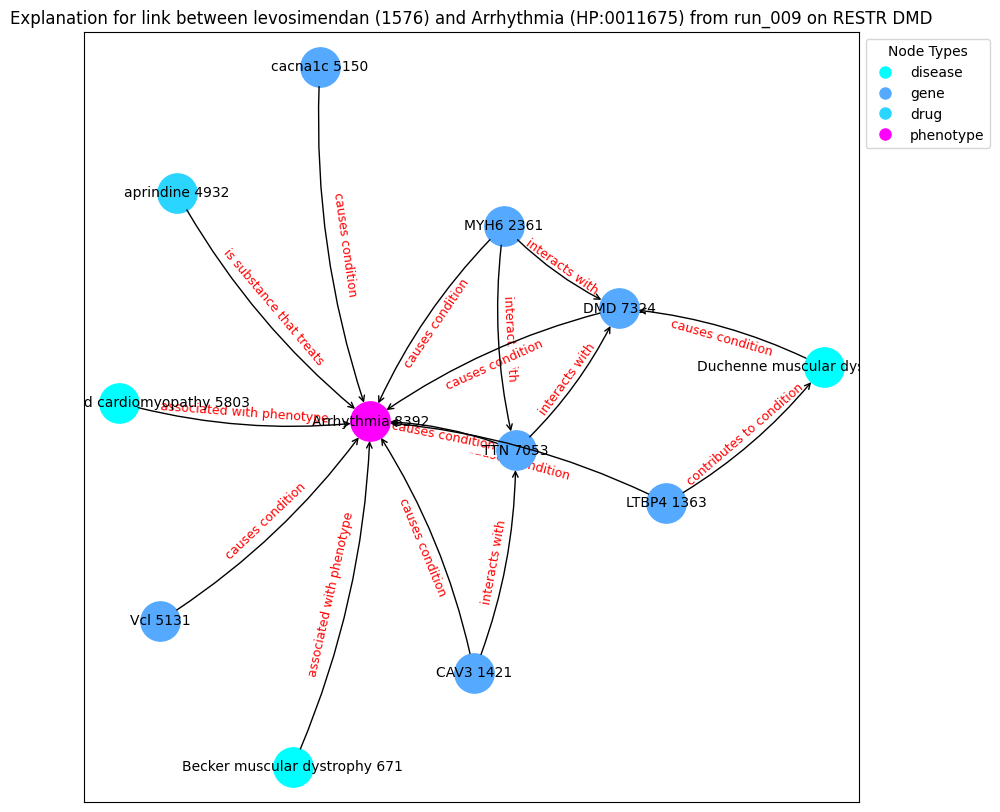 Explanation for link between levosimendan (1576) and Arrhythmia (HP:0011675) from run_009 on RESTR DMD
Node Types
disease
gene
drug
phenotype
cacna1c 5150
aprindine 4932
causes condition
MYH6 2361
interacts with
is substance that treats
causes condition
DMD 7324
causes condition
causes condition
Duchenne muscular dys
interacts with
d cardiomyopathy 5803
associated with phenotype
Arrhythmia 8392
causes condition
TTN 7053
condition
contributes to condition
LTBP4 1363
causes condition
associated with phenotype
causes condition
interacts with
Vcl 5131
CAV3 1421
Becker muscular dystrophy 671